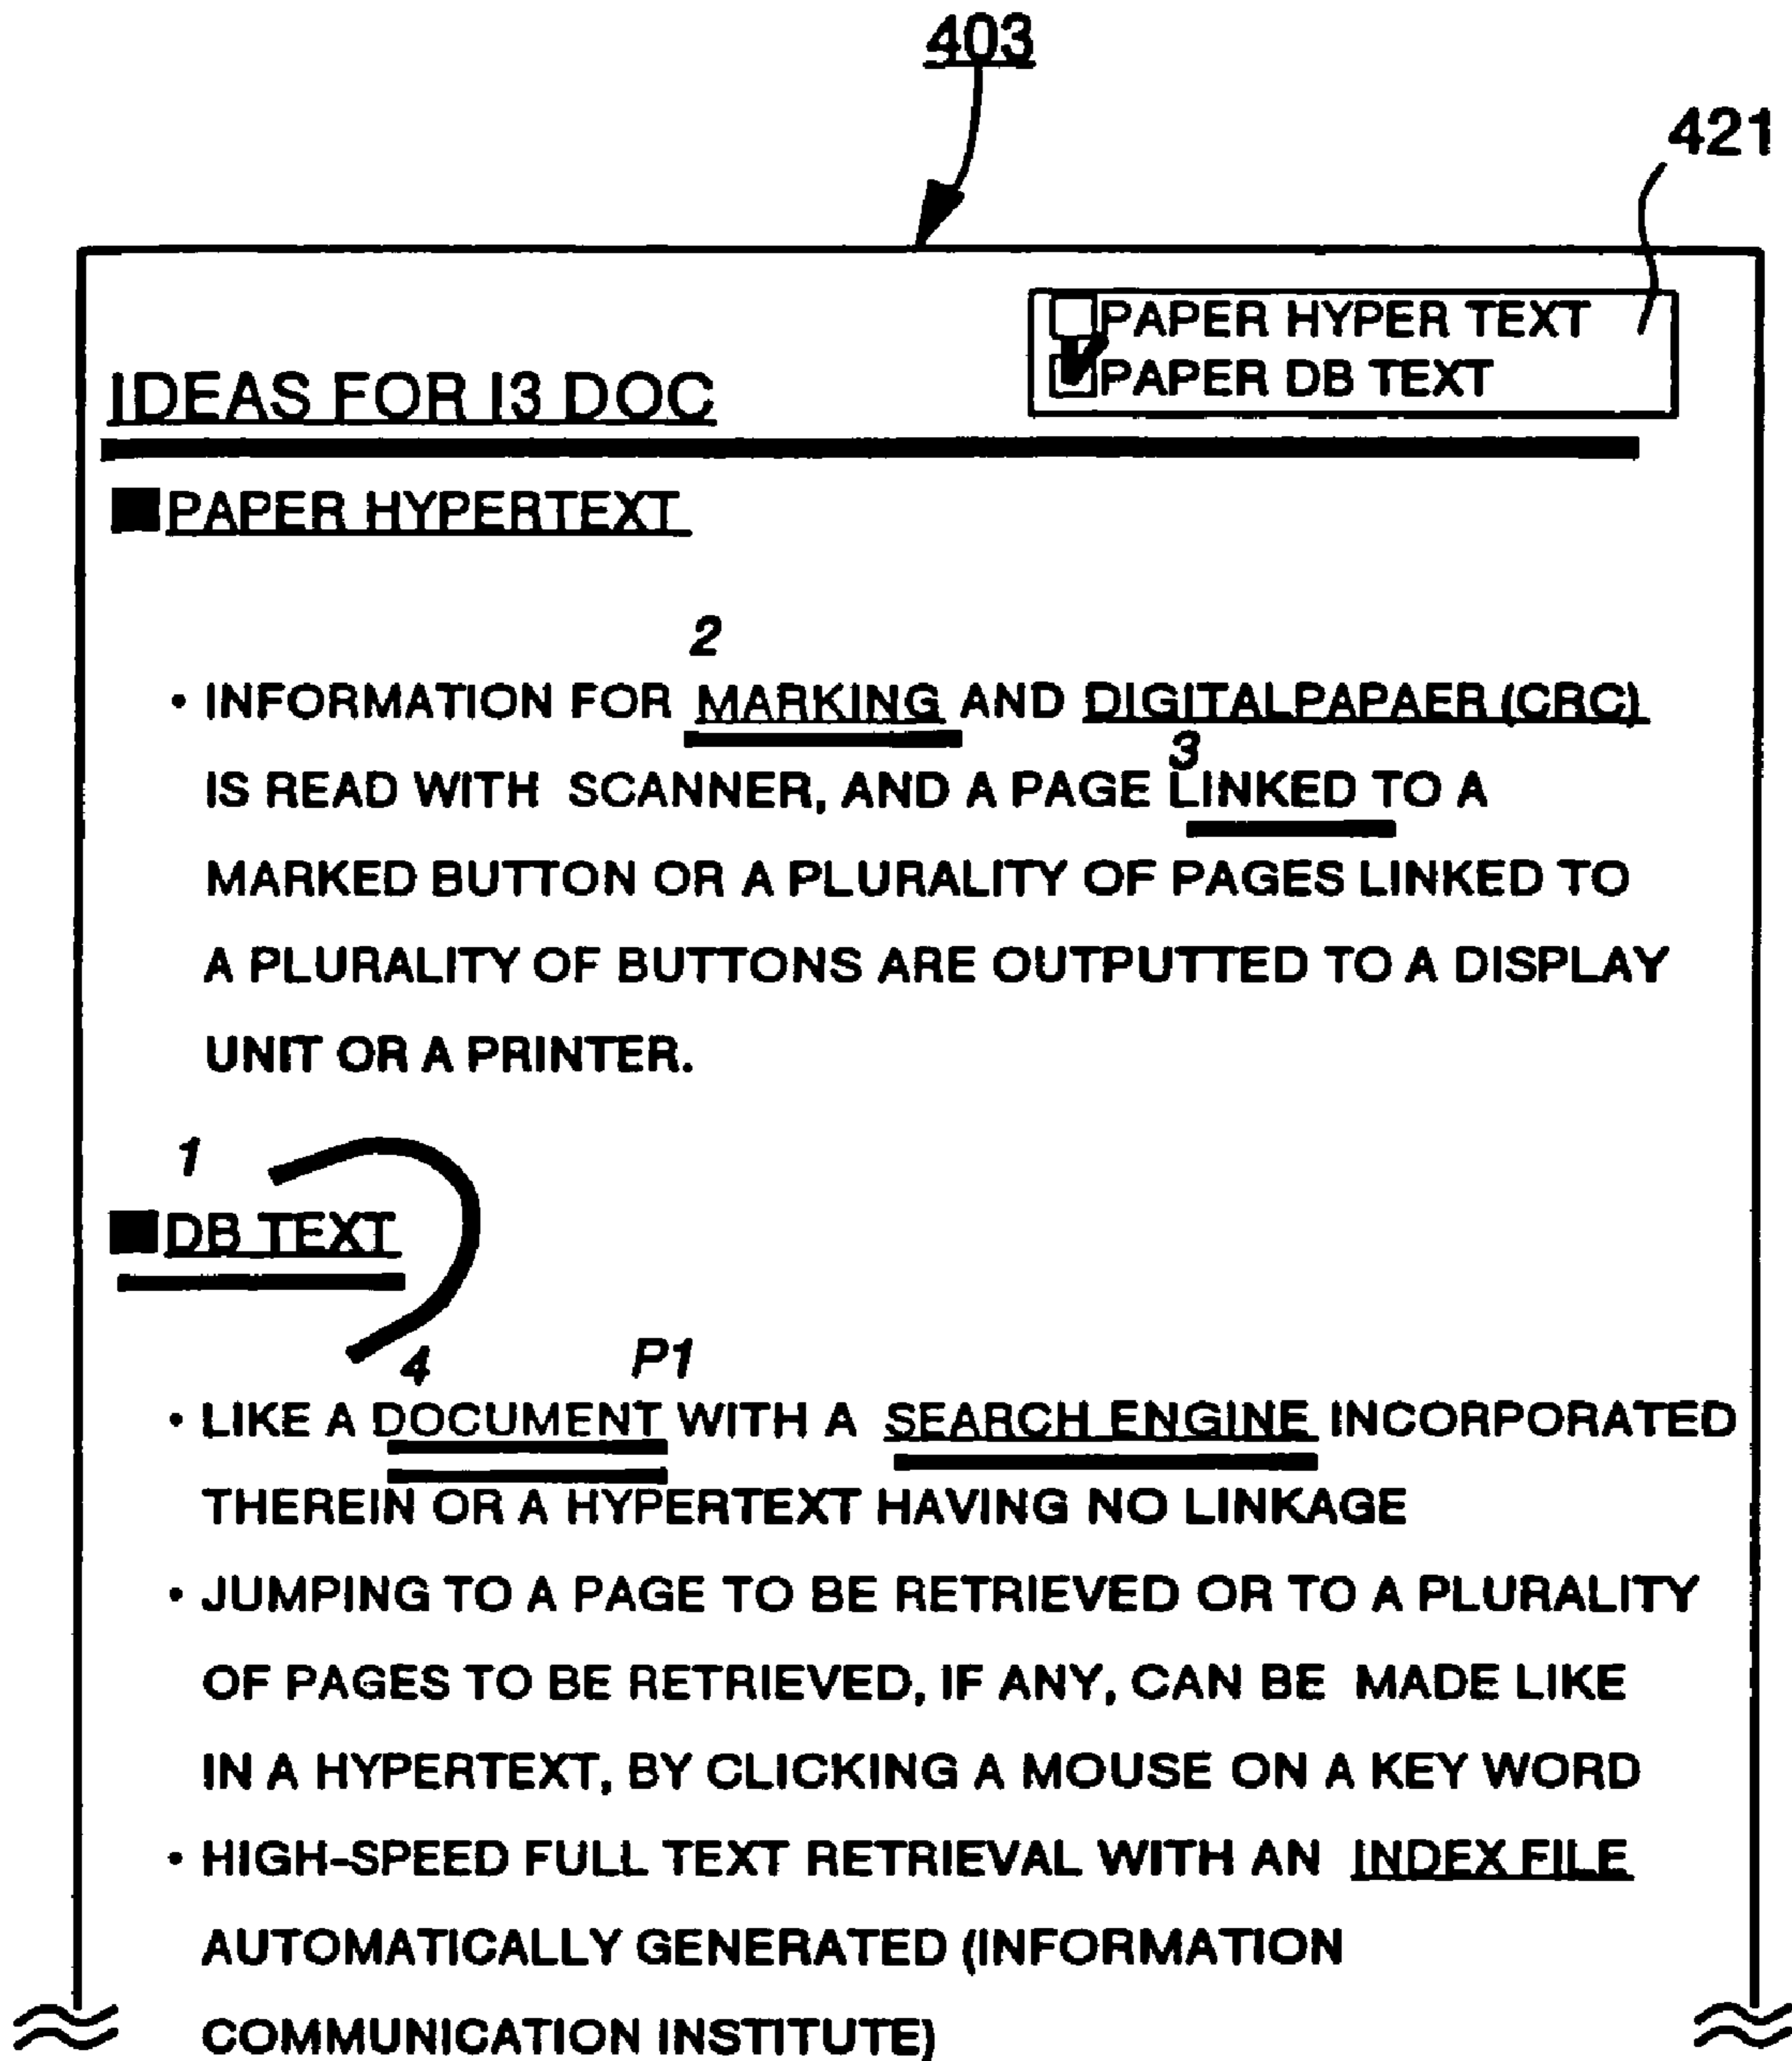 403
421
PAPER HYPER TEXT
PAPER DB TEXT
IDEAS FOR I3 DOC
PAPER HYPERTEXT
2
• INFORMATION FOR MARKING AND DIGITALPAPAER (CRC)
3
IS READ WITH SCANNER, AND A PAGE LINKED TO A
MARKED BUTTON OR A PLURALITY OF PAGES LINKED TO
A PLURALITY OF BUTTONS ARE OUTPUTTED TO A DISPLAY
UNIT OR A PRINTER.
1
DB TEXT
4 P1
• LIKE A DOCUMENT WITH A SEARCH ENGINE INCORPORATED
THEREIN OR A HYPERTEXT HAVING NO LINKAGE
• JUMPING TO A PAGE TO BE RETRIEVED OR TO A PLURALITY
OF PAGES TO BE RETRIEVED, IF ANY, CAN BE MADE LIKE
IN A HYPERTEXT, BY CLICKING A MOUSE ON A KEY WORD
• HIGH-SPEED FULL TEXT RETRIEVAL WITH AN INDEX FILE
AUTOMATICALLY GENERATED (INFORMATION
COMMUNICATION INSTITUTE)